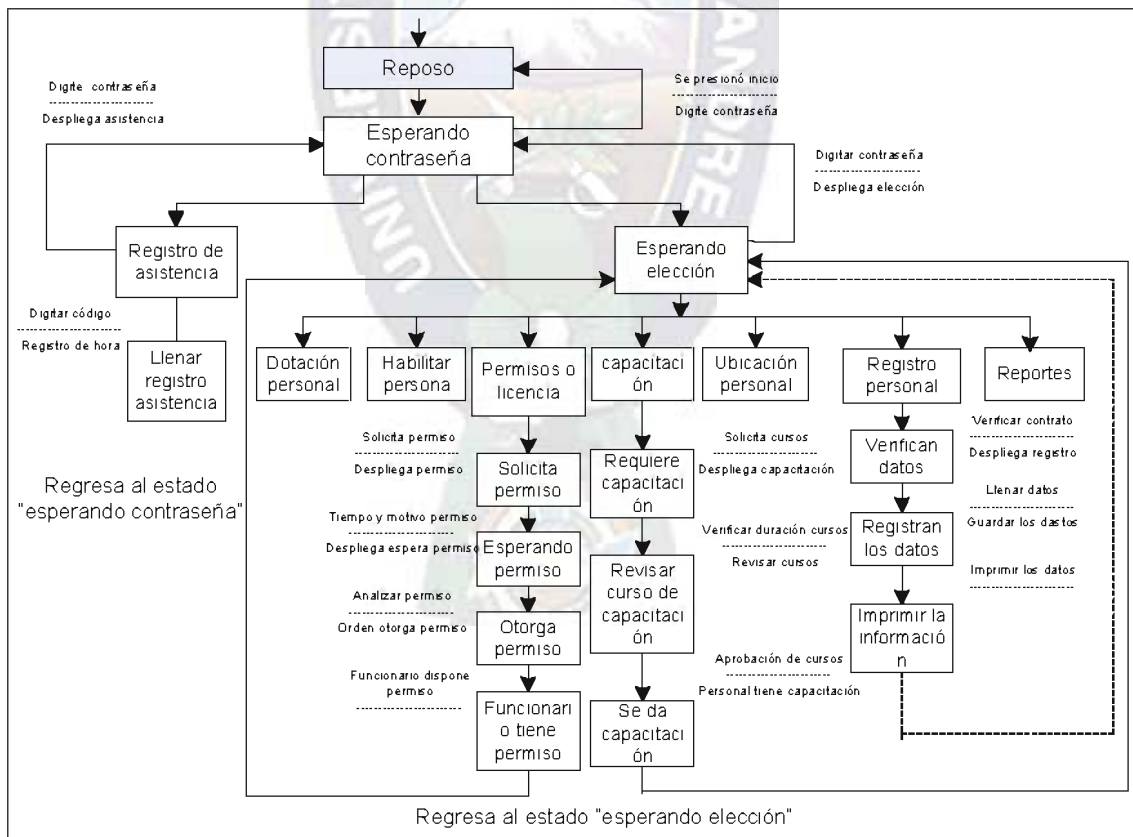 Reposo
Digite contraseña
Despliega asistencia
Se presionó inicio
Digite contraseña
Esperando
contraseña
Digitar contraseña
Despliega elección
Registro de
asistencia
Esperando
elección
Digitar código
Registro de hora
Llenar
registro
asistencia
Dotación
personal
Habilitar
persona
Permisos o
licencia
capacitación
Ubicación
personal
Registro
personal
Reportes
Regresa al estado
"esperando contraseña"
Solicita permiso
Despliega permiso
Solicita
permiso
Tiempo y motivo permiso
Despliega espera permiso
Esperando
permiso
Analizar permiso
Orden otorga permiso
Otorga
permiso
Funcionario dispone
permiso
Funcionari
o tiene
permiso
Requiere
capacitaci
ón
Solicita cursos
Despliega capacitación
Verificar duración cursos
Revisar cursos
Revisar
curso de
capacitaci
ón
Aprobación de cursos
Personal tiene capacitación
Se da
capacitaci
ón
Verifican
datos
Verificar contrato
Despliega registro
Registran
los datos
Llenar datos
Guardar los dastos
Imprimir los datos
Imprimir la
informació
n
Regresa al estado "esperando elección"
UNIVERSIT
ANDRE